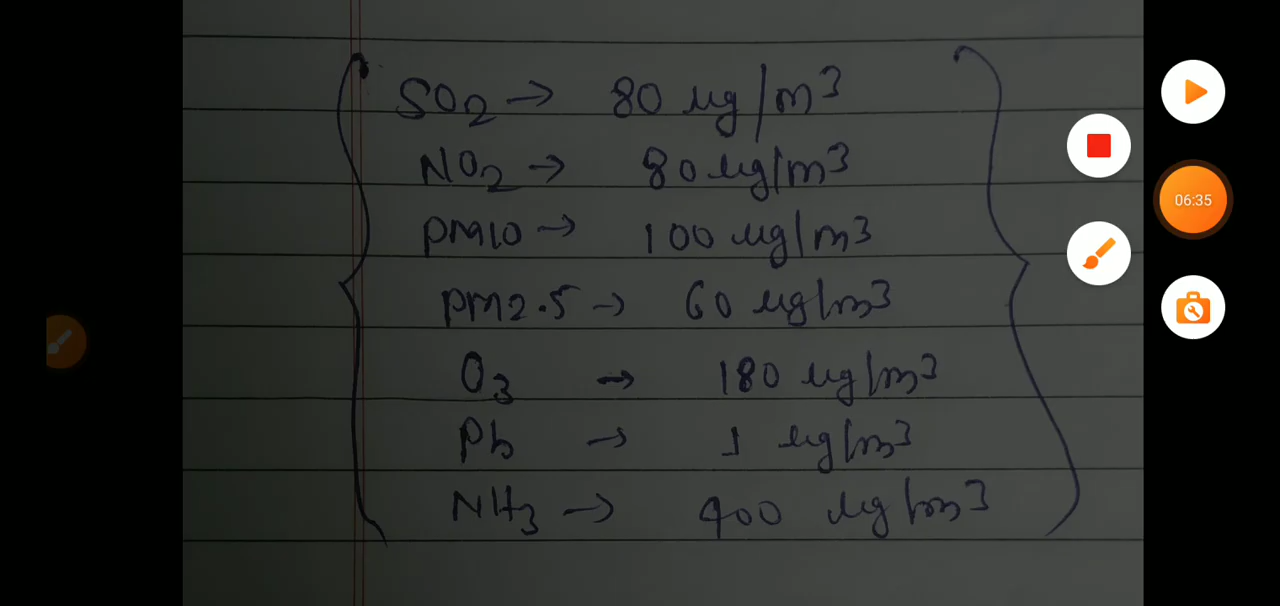 SO2 → 80 ug/m3
NO2 → 80 ug/m3
PM10 → 100 ug/m3
PM2.5 → 60 ug/m3
O3 → 180 ug/m3
Pb → 1 ug/m3
NH3 → 400 ug/m3
06:35